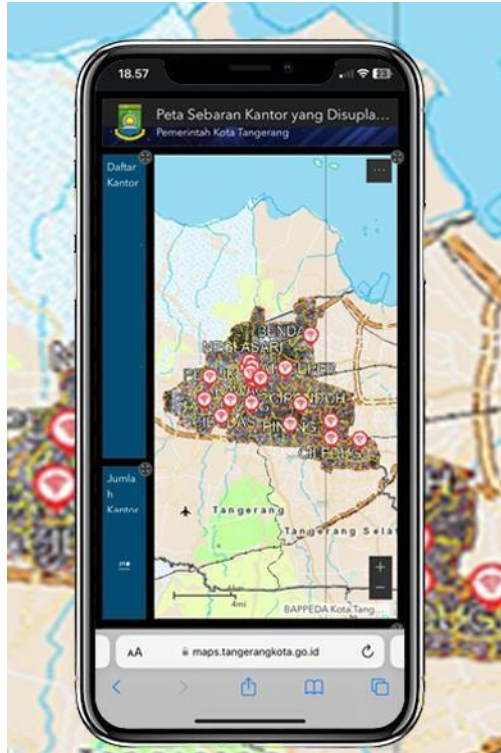 18.57
23
Peta Sebaran Kantor yang Disupla...
Pemerintah Kota Tangerang
Daftar
Kantor
...
BENDA
NEGLASARI
PINANG
CILEDUG
Jumla
h
Kantor
Tangerang
Tangerang Selat
4mi
+
−
BAPPEDA Kota Tang...
AA
maps.tangerangkota.go.id